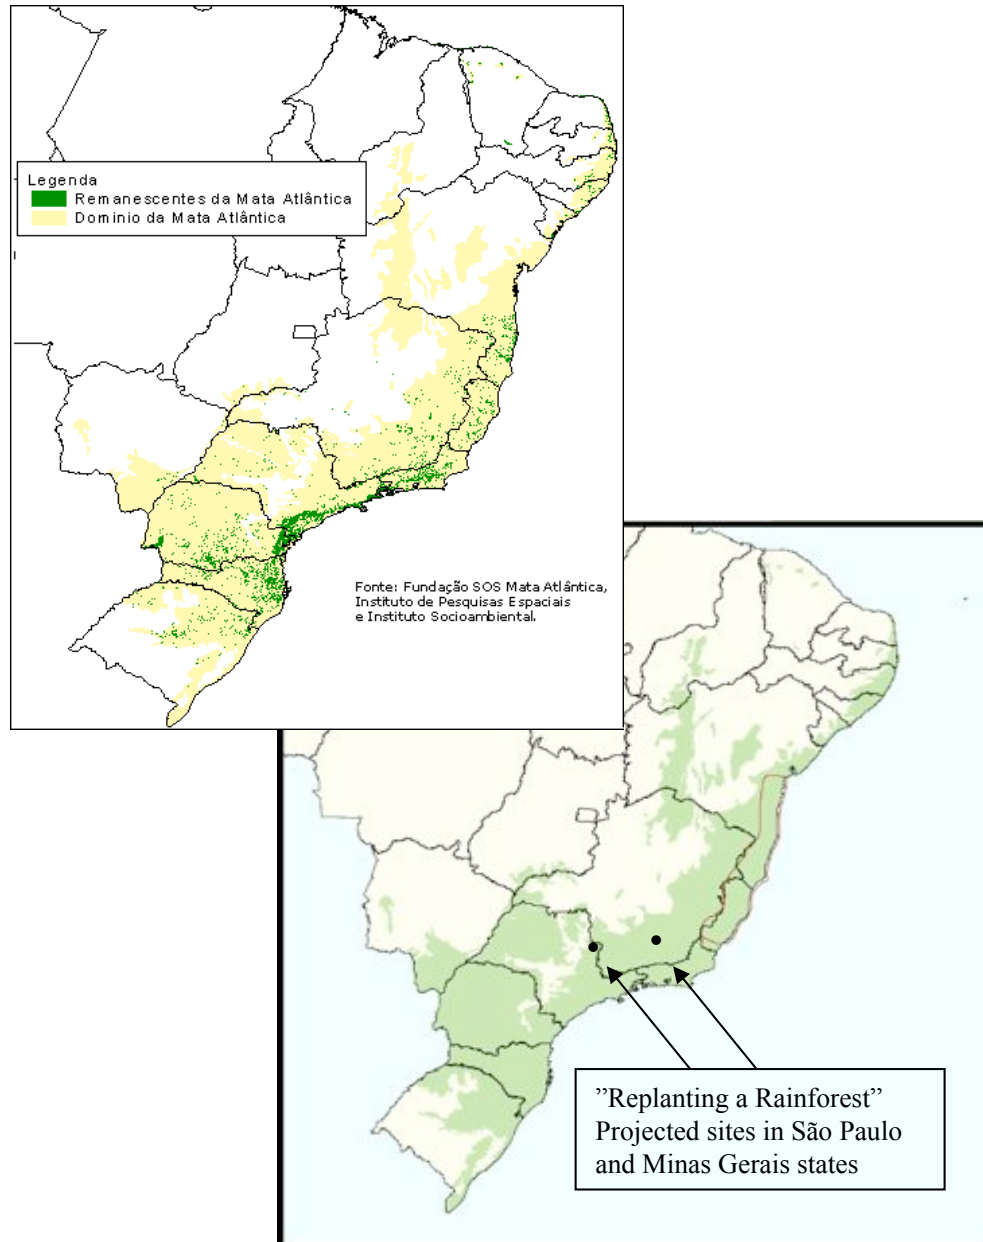 Legenda
Remanescentes da Mata Atlântica
Dominio da Mata Atlântica
Fonte: Fundação SOS Mata Atlântica,
Instituto de Pesquisas Espaciais
e Instituto Socioambiental.
”Replanting a Rainforest”
Projected sites in São Paulo
and Minas Gerais states